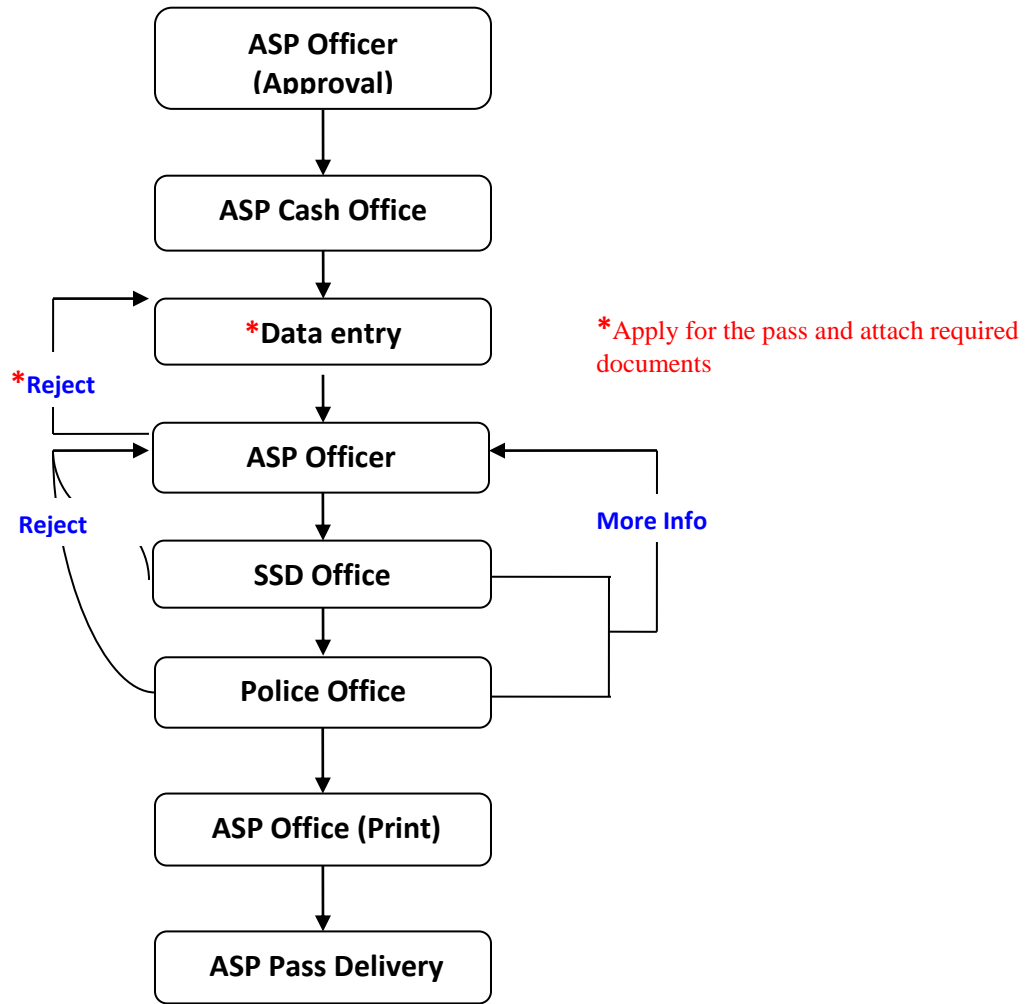 ASP Officer
(Approval)
ASP Cash Office
*Data entry
*Apply for the pass and attach required
documents
*Reject
ASP Officer
Reject
More Info
SSD Office
Police Office
ASP Office (Print)
ASP Pass Delivery